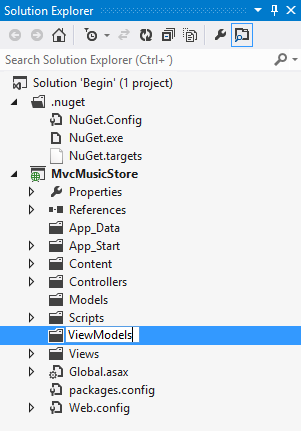 Solution Explorer
Search Solution Explorer (Ctrl+´)
Solution 'Begin' (1 project)
.nuget
NuGet.Config
NuGet.exe
NuGet.targets
MvcMusicStore
Properties
References
App_Data
App_Start
Content
Controllers
Models
Scripts
ViewModels
Views
Global.asax
packages.config
Web.config